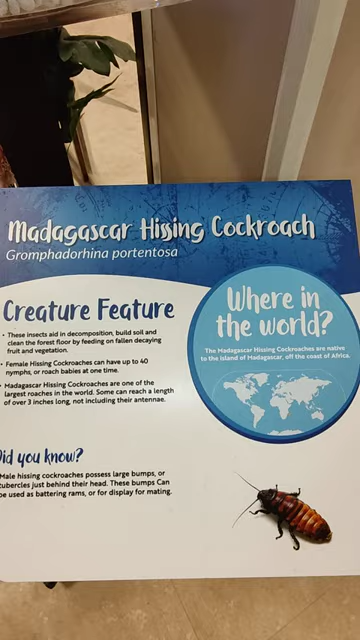 Madagascar Hissing Cockroach
Gromphadorhina portentosa
Creature Feature
• These insects aid in decomposition, build soil and
clean the forest floor by feeding on fallen decaying
fruit and vegetation.
• Female Hissing Cockroaches can have up to 40
nymphs, or roach babies at one time.
• Madagascar Hissing Cockroaches are one of the
largest roaches in the world. Some can reach a length
of over 3 inches long, not including their antennae.
Where in
the world?
The Madagascar Hissing Cockroaches are native
to the island of Madagascar, off the coast of Africa.
Did you know?
Male hissing cockroaches possess large bumps, or
tubercles just behind their head. These bumps Can
be used as battering rams, or for display for mating.